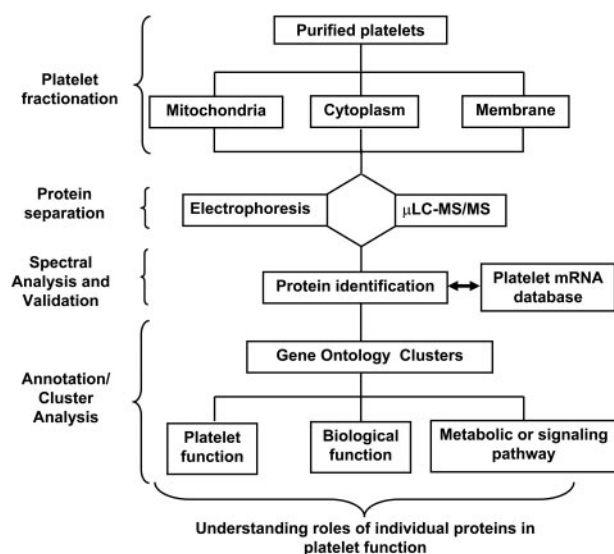 Purified platelets
Platelet
fractionation
Mitochondria
Cytoplasm
Membrane
Protein
separation
Electrophoresis
μLC-MS/MS
Spectral
Analysis and
Validation
Protein identification
Platelet mRNA
database
Gene Ontology Clusters
Annotation/
Cluster
Analysis
Platelet
function
Biological
function
Metabolic or signaling
pathway
Understanding roles of individual proteins in
platelet function